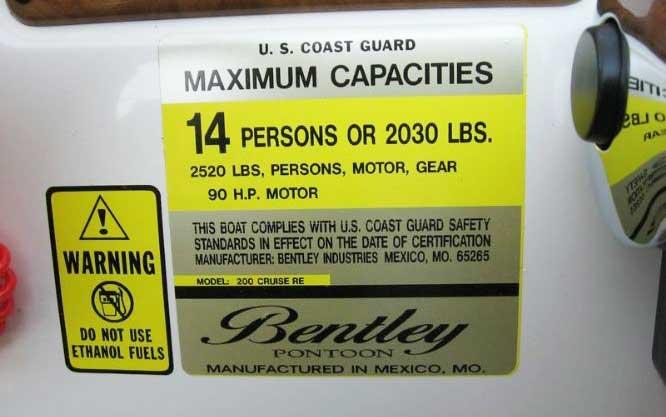 U. S. COAST GUARD
MAXIMUM CAPACITIES
14 PERSONS OR 2030 LBS.
2520 LBS, PERSONS, MOTOR, GEAR
90 H.P. MOTOR
THIS BOAT COMPLIES WITH U.S. COAST GUARD SAFETY
STANDARDS IN EFFECT ON THE DATE OF CERTIFICATION
MANUFACTURER: BENTLEY INDUSTRIES MEXICO, MO. 65265
MODEL: 200 CRUISE RE
Bentley
PONTOON
MANUFACTURED IN MEXICO, MO.
WARNING
DO NOT USE
ETHANOL FUELS